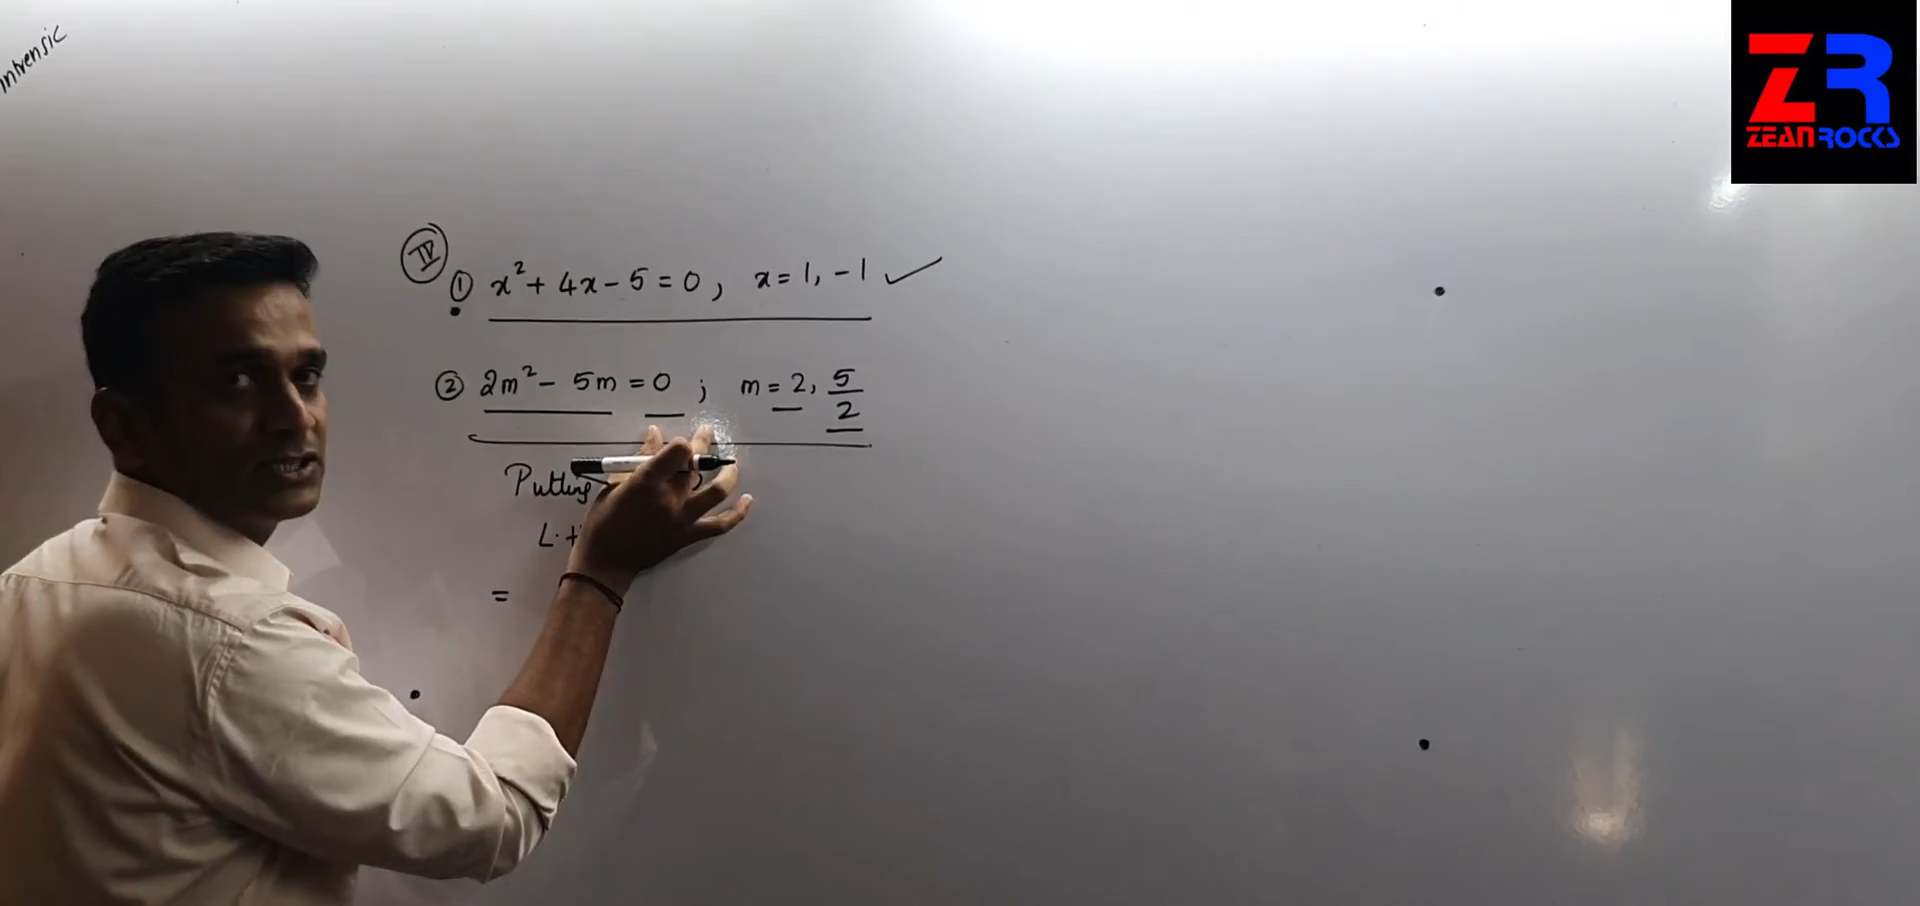 intrensic
ZR
ZEAN ROCKS
IV
① x² + 4x - 5 = 0, x = 1, -1 ✓
② 2m² - 5m = 0 ; m = 2, 5/2
Putting
L.
=